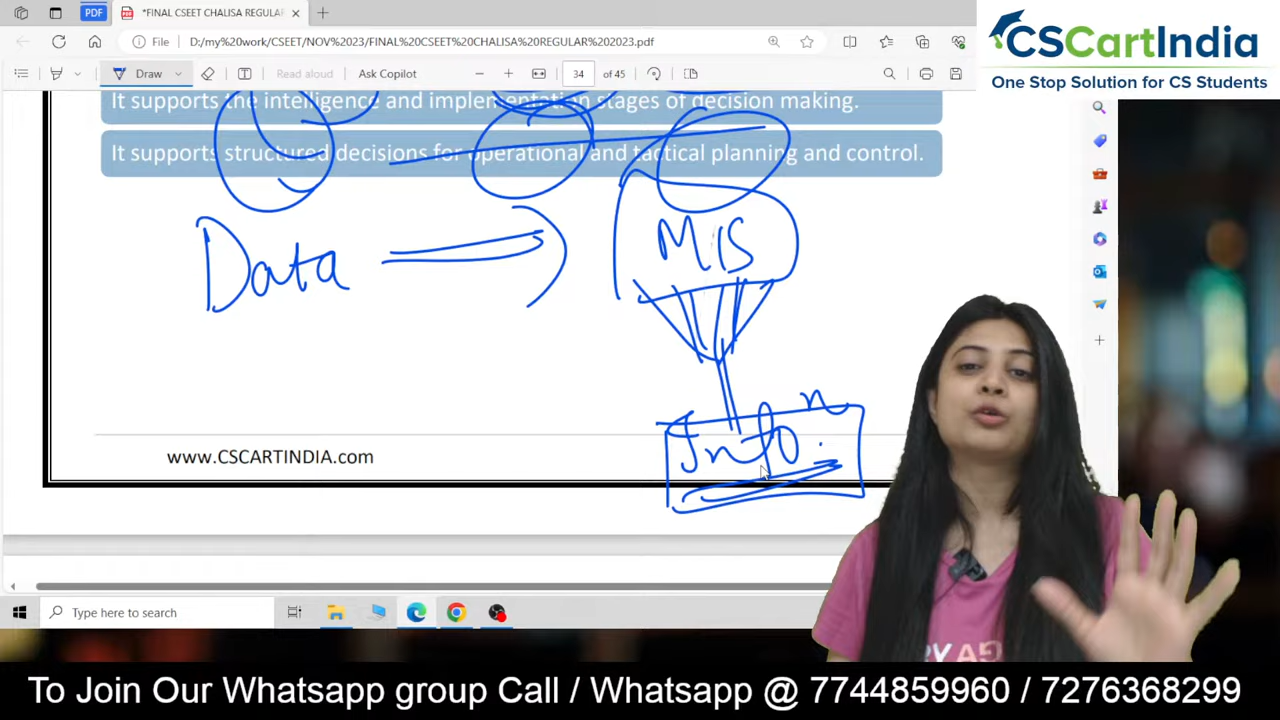 *FINAL CSEET CHALISA REGULAR
CSCartIndia
One Stop Solution for CS Students
File
D:/my%20work/CSEET/NOV%2023/FINAL%20CSEET%20CHALISA%20REGULAR%202023.pdf
Draw
Read aloud
Ask Copilot
34
of 45
It supports the intelligence and implementation stages of decision making.
It supports structured decisions for operational and tactical planning and control.
Data
MIS
Infon.
www.CSCARTINDIA.com
Type here to search
To Join Our Whatsapp group Call / Whatsapp @ 7744859960 / 7276368299